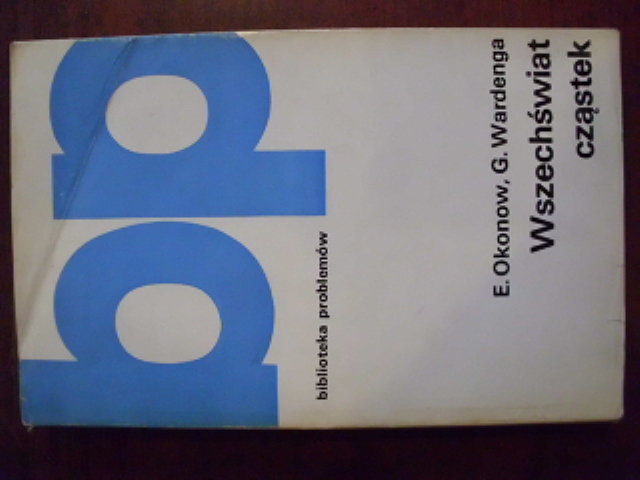 bp
biblioteka problemów
E. Okonow, G. Wardenga
Wszechświat
cząstek